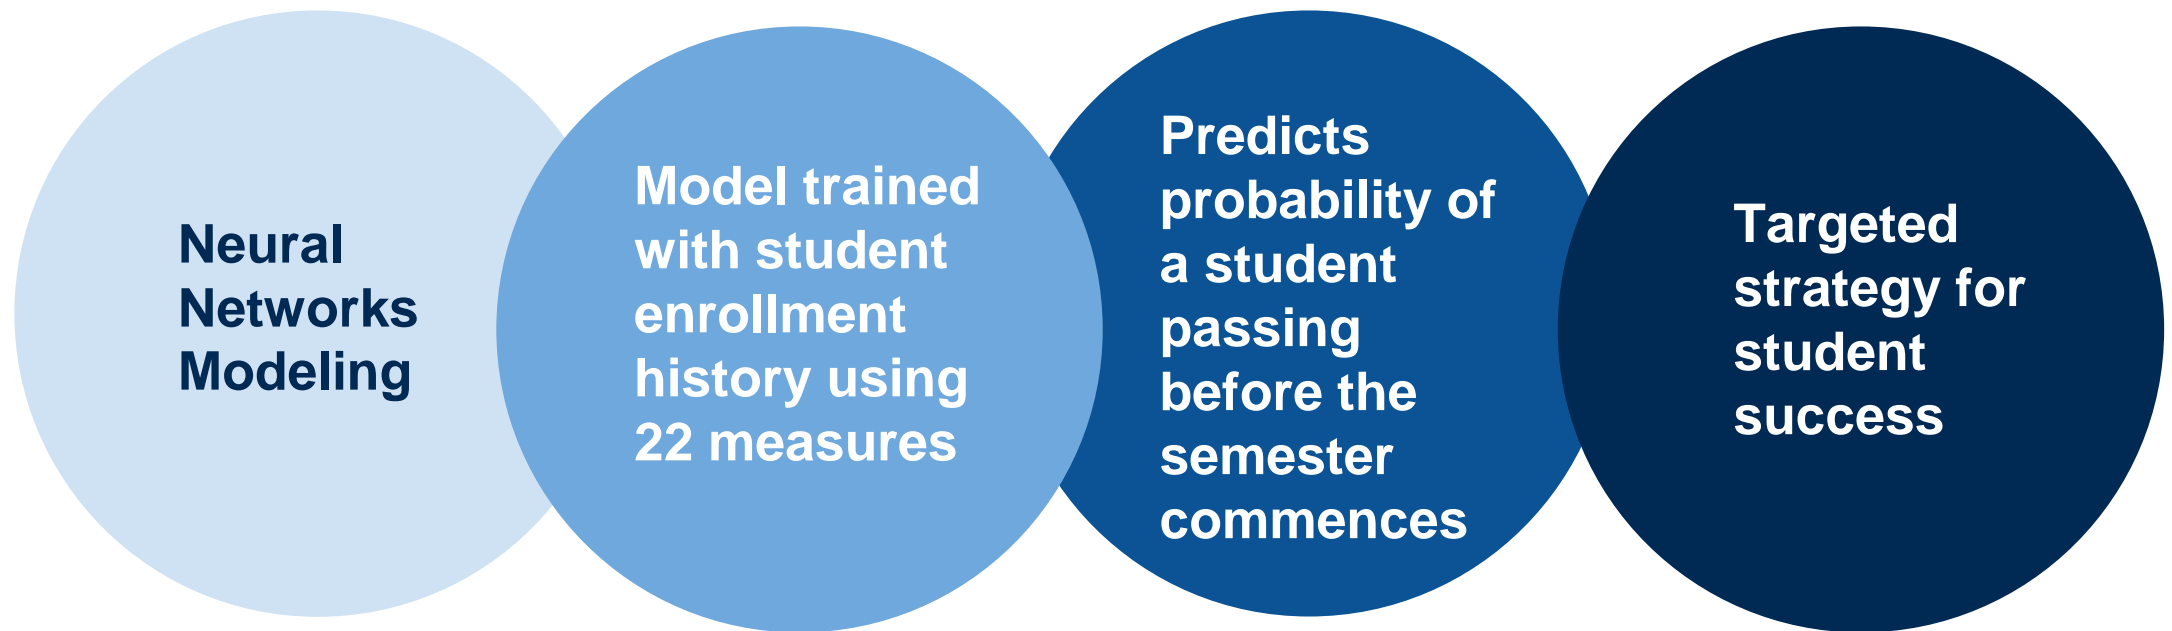 Neural
Networks
Modeling
Model trained
with student
enrollment
history using
22 measures
Predicts
probability of
a student
passing
before the
semester
commences
Targeted
strategy for
student
success